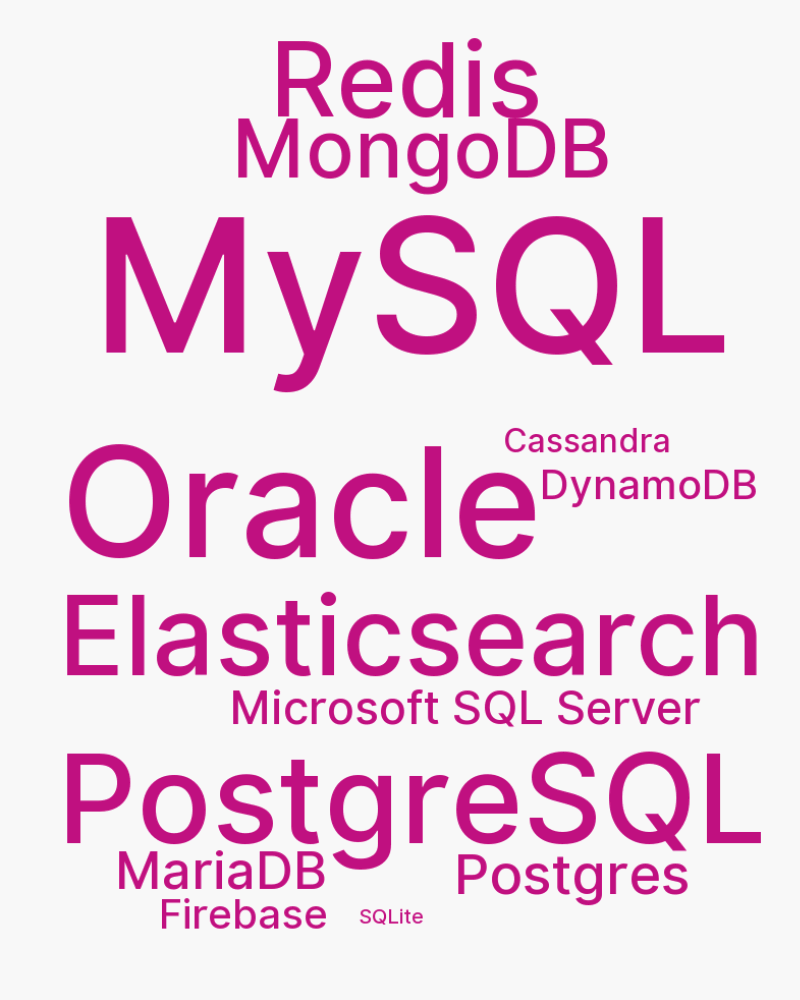 Redis
MongoDB
MySQL
Cassandra
Oracle
DynamoDB
Elasticsearch
Microsoft SQL Server
PostgreSQL
MariaDB
Postgres
Firebase
SQLite